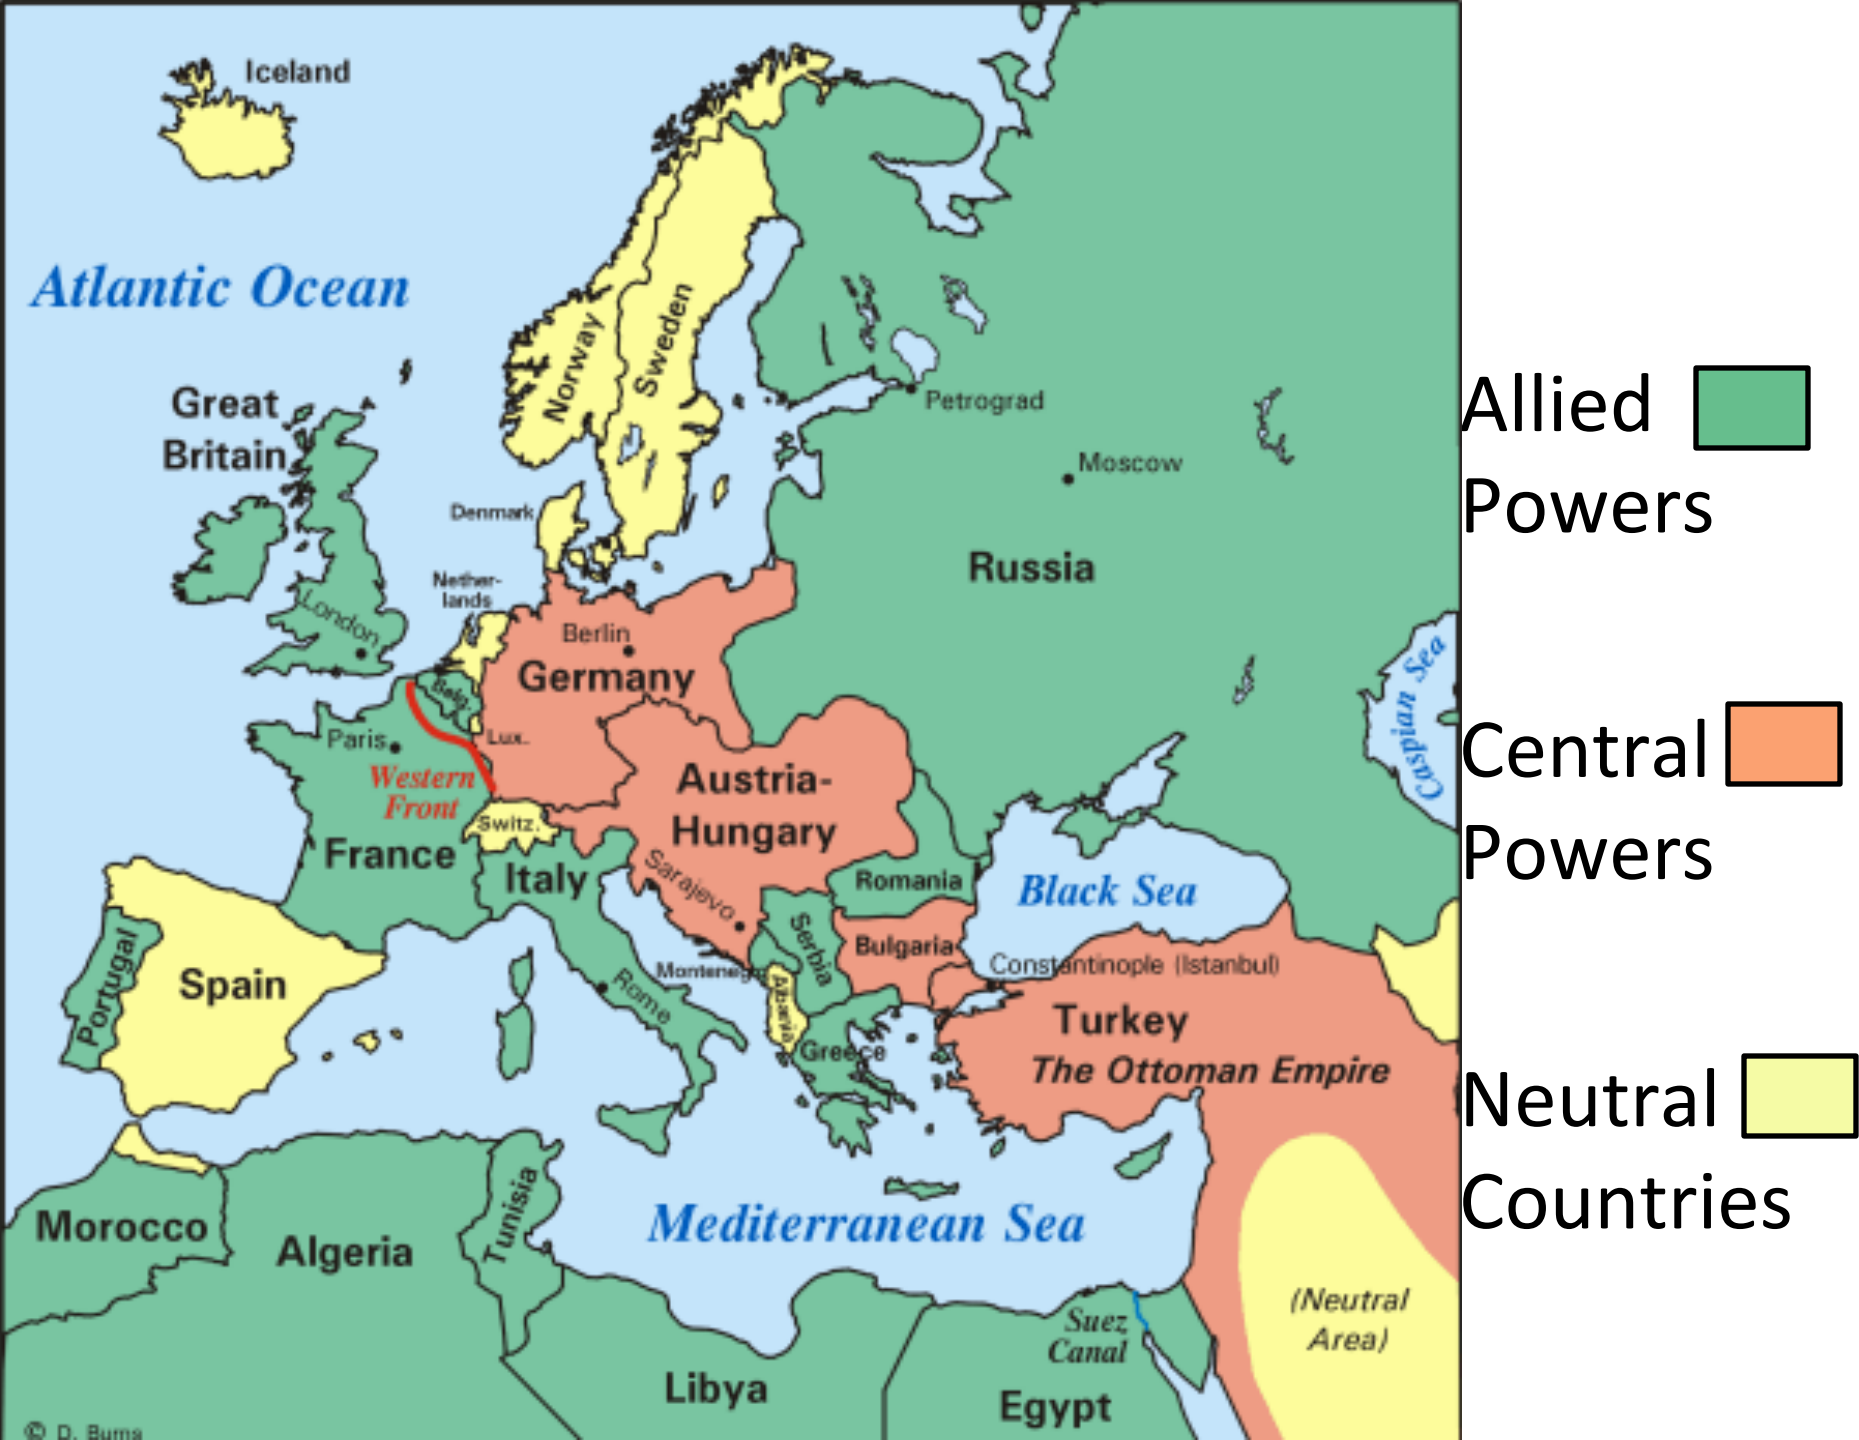 Iceland
Atlantic Ocean
Great
Britain
Norway
Sweden
Petrograd
Moscow
Denmark
Russia
Nether-
lands
London
Berlin
Germany
Belg.
Lux.
Paris
Western
Front
Caspian Sea
Austria-
Hungary
Switz.
France
Italy
Sarajevo
Romania
Black Sea
Serbia
Bulgaria
Portugal
Spain
Montenegro
Constantinople (Istanbul)
Albania
Rome
Turkey
Greece
The Ottoman Empire
Morocco
Algeria
Tunisia
Mediterranean Sea
(Neutral
Area)
Suez
Canal
Libya
Egypt
© D. Burns
Allied
Powers
Central
Powers
Neutral
Countries